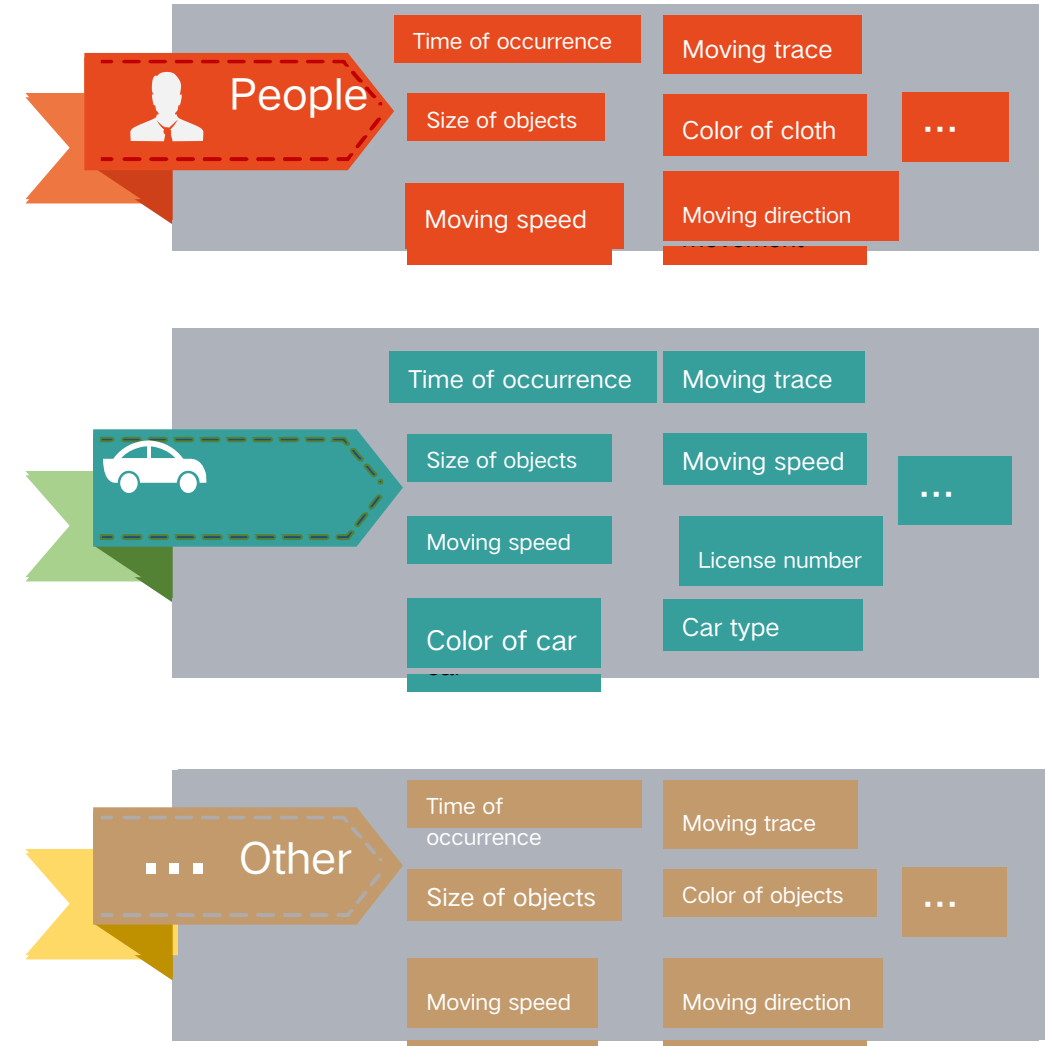 People
Time of occurrence
Moving trace
Size of objects
Color of cloth
...
Moving speed
Moving direction
Time of occurrence
Moving trace
Size of objects
Moving speed
...
Moving speed
License number
Color of car
Car type
... Other
Time of
occurrence
Moving trace
Size of objects
Color of objects
...
Moving speed
Moving direction